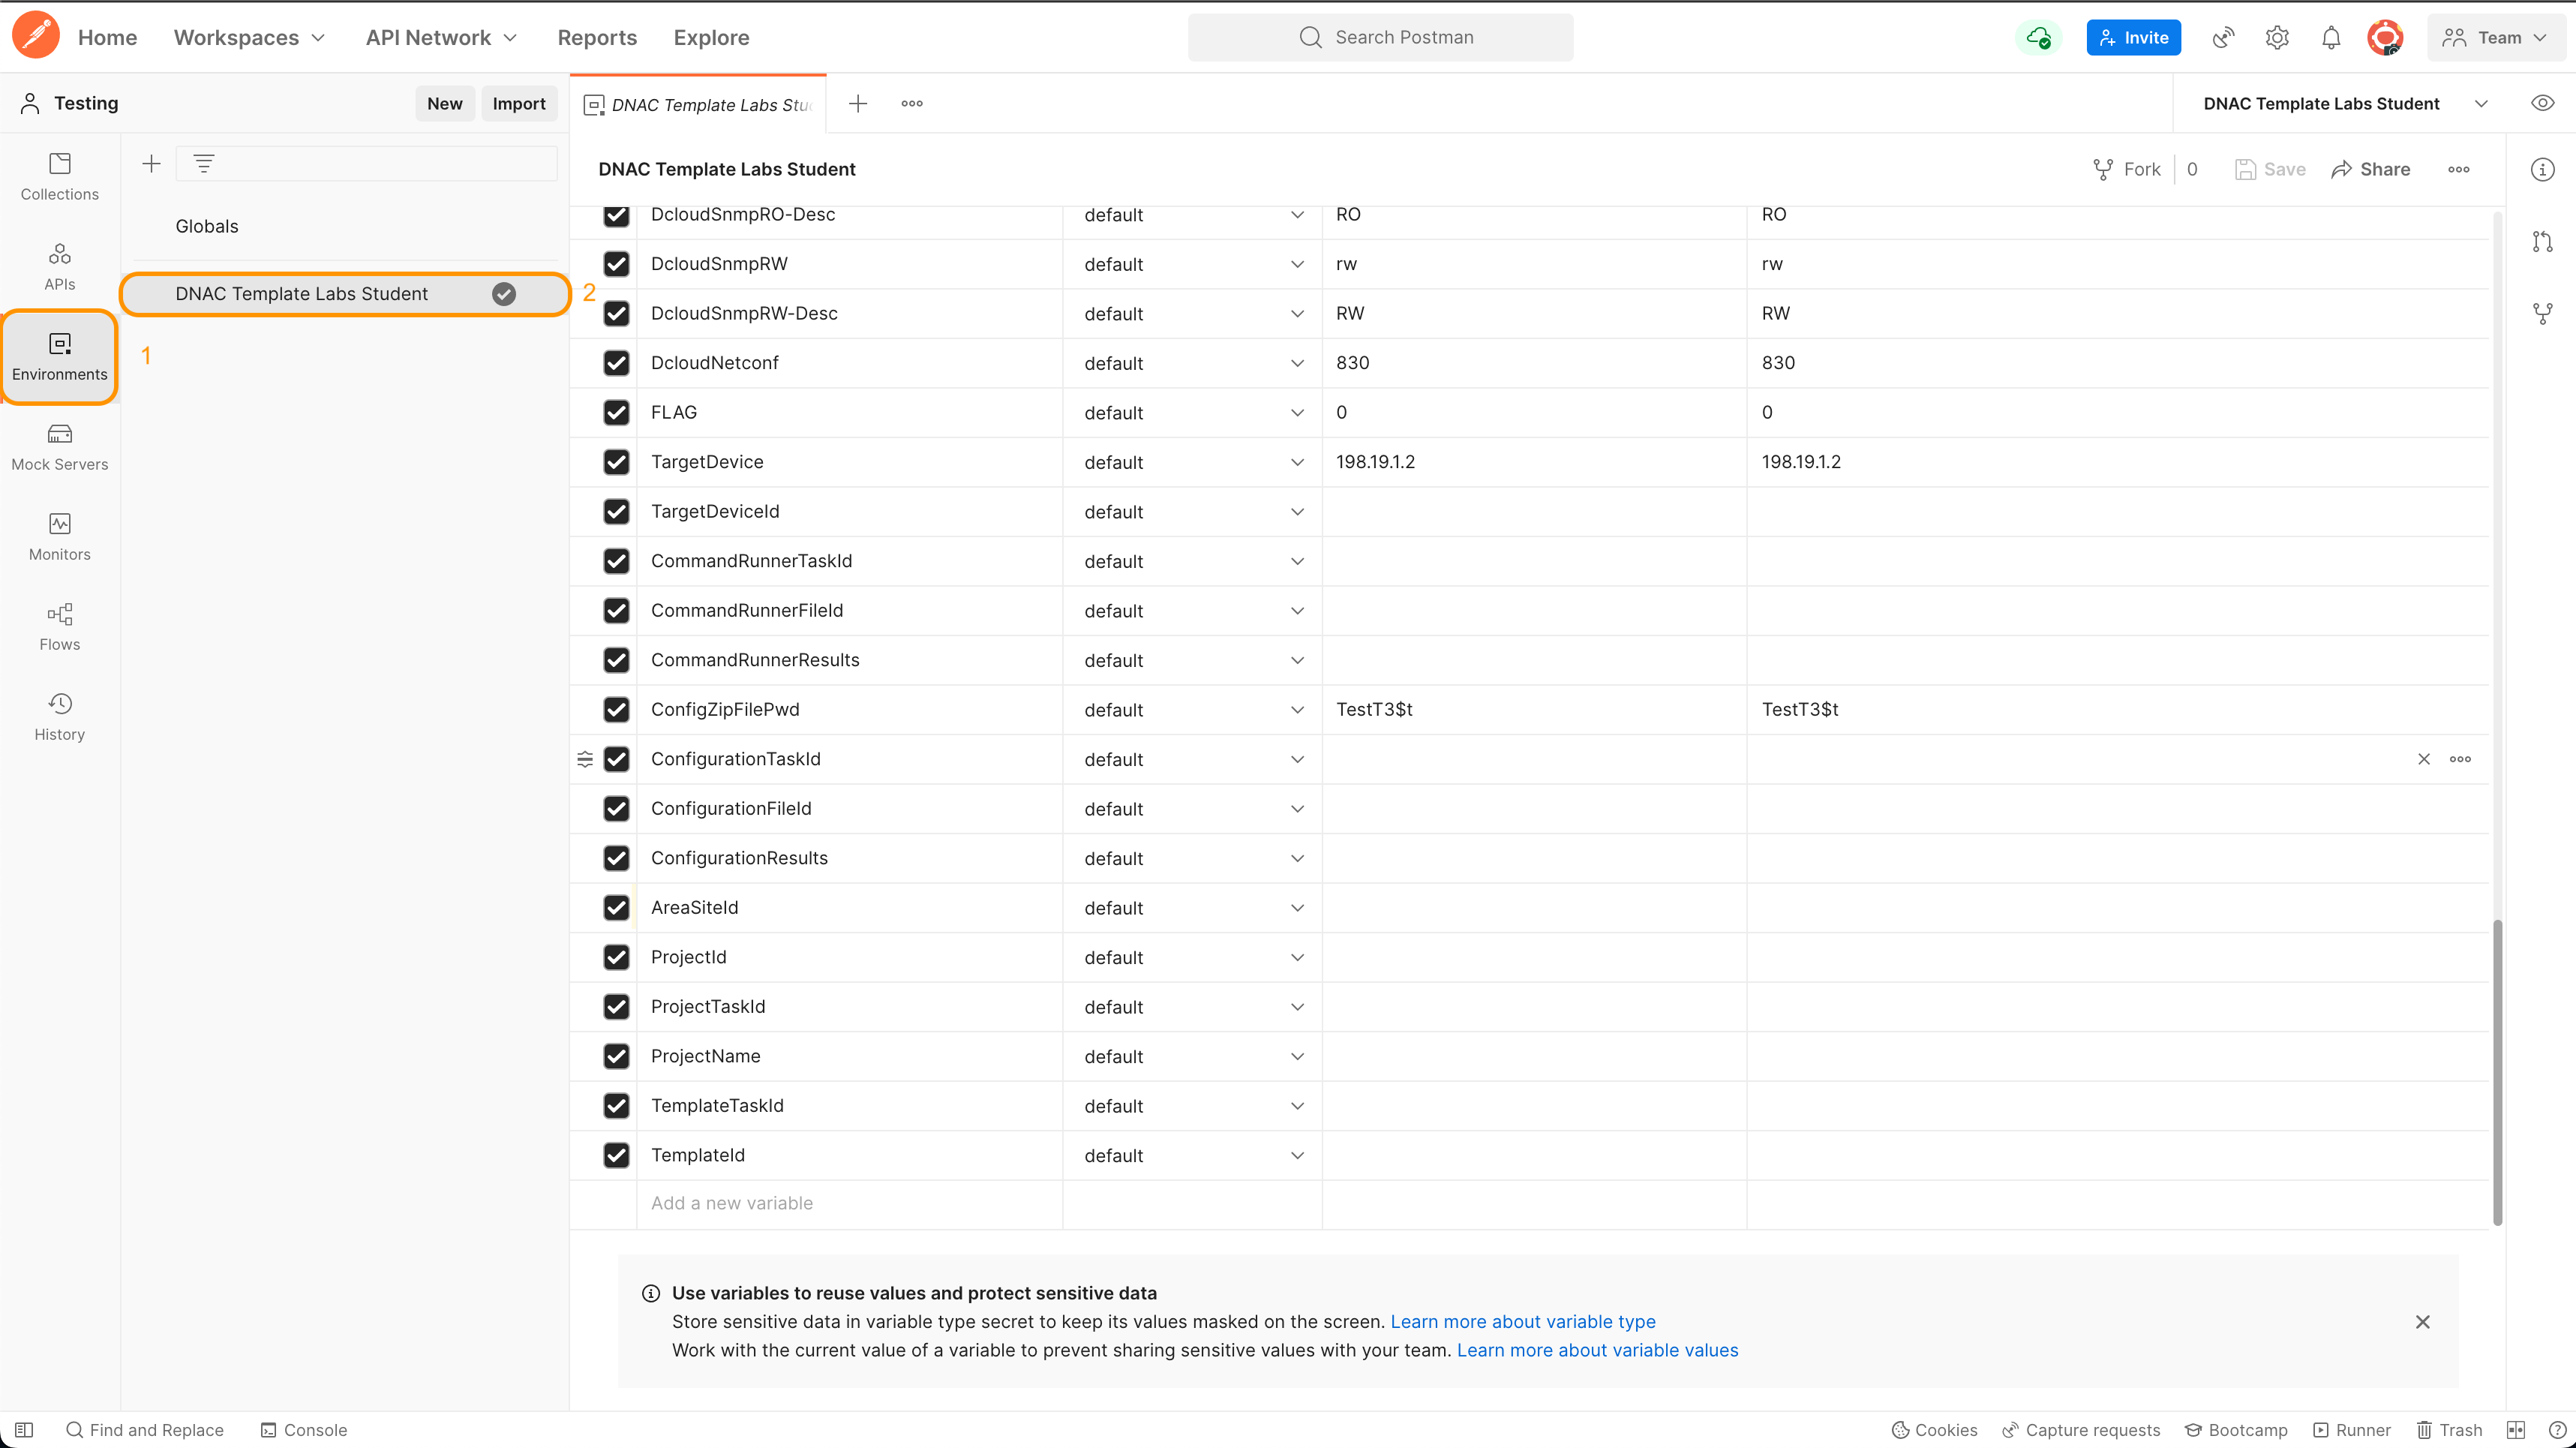 Home Workspaces API Network Reports Explore Search Postman Invite Team
Testing New Import DNAC Template Labs Stu DNAC Template Labs Student
DNAC Template Labs Student Fork 0 Save Share
Collections
Globals
APIs
DNAC Template Labs Student 2
Environments 1
Mock Servers
Monitors
Flows
History
DcloudSnmpRO-Desc default RO RO
DcloudSnmpRW default rw rw
DcloudSnmpRW-Desc default RW RW
DcloudNetconf default 830 830
FLAG default 0 0
TargetDevice default 198.19.1.2 198.19.1.2
TargetDeviceId default
CommandRunnerTaskId default
CommandRunnerFileId default
CommandRunnerResults default
ConfigZipFilePwd default TestT3$t TestT3$t
ConfigurationTaskId default
ConfigurationFileId default
ConfigurationResults default
AreaSiteId default
ProjectId default
ProjectTaskId default
ProjectName default
TemplateTaskId default
TemplateId default
Add a new variable
Use variables to reuse values and protect sensitive data
Store sensitive data in variable type secret to keep its values masked on the screen. Learn more about variable type
Work with the current value of a variable to prevent sharing sensitive values with your team. Learn more about variable values
Find and Replace Console Cookies Capture requests Bootcamp Runner Trash